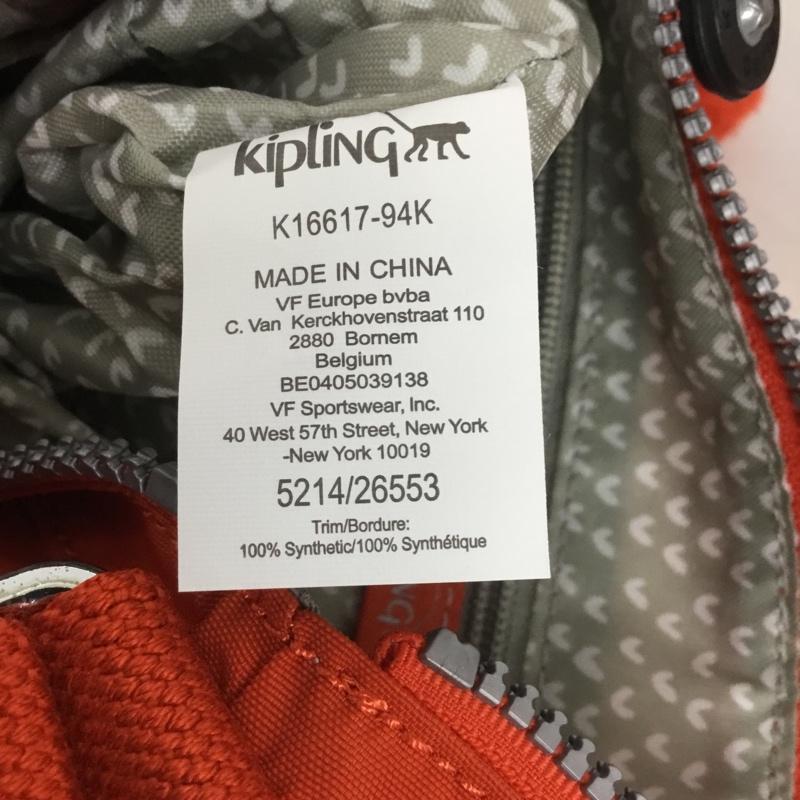 kipling
K16617-94K
MADE IN CHINA
VF Europe bvba
C. Van Kerckhovenstraat 110
2880 Bornem
Belgium
BE0405039138
VF Sportswear, Inc.
40 West 57th Street, New York
-New York 10019
5214/26553
Trim/Bordure:
100% Synthetic/100% Synthétique